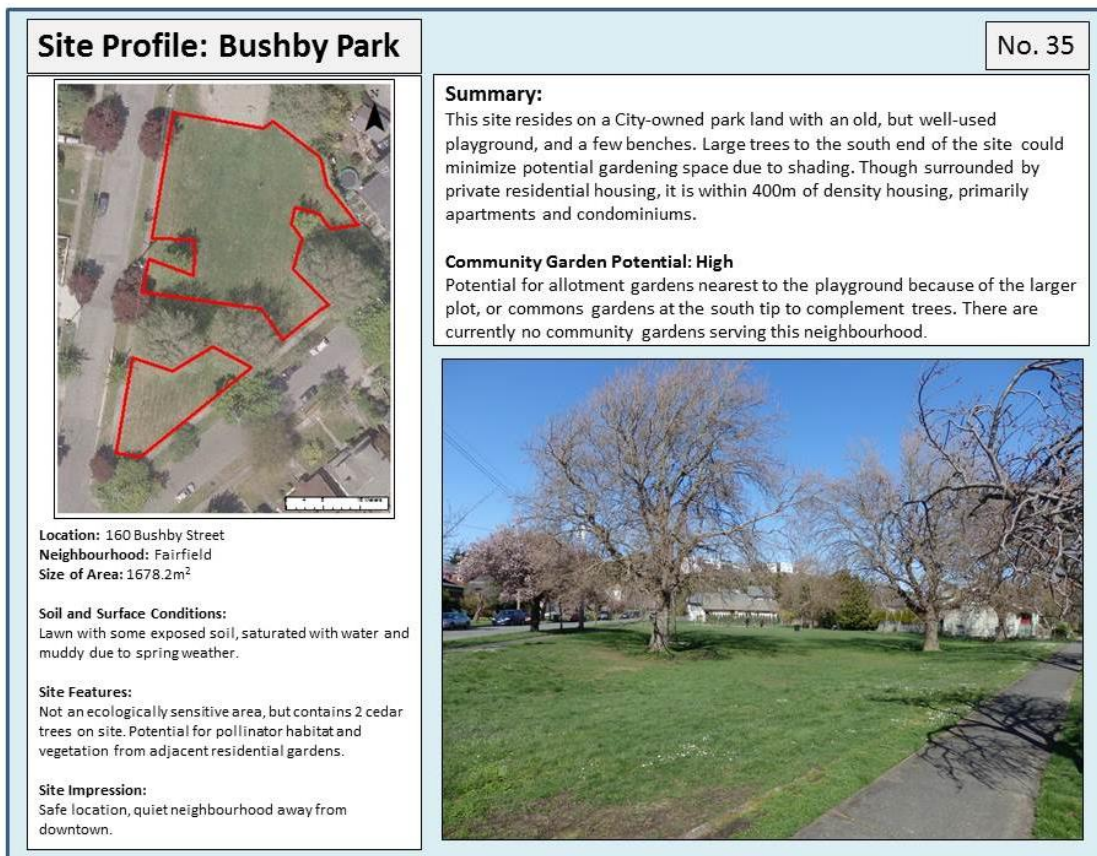 Site Profile: Bushby Park
No. 35
Location: 160 Bushby Street
Neighbourhood: Fairfield
Size of Area: 1678.2m²
Soil and Surface Conditions:
Lawn with some exposed soil, saturated with water and
muddy due to spring weather.
Site Features:
Not an ecologically sensitive area, but contains 2 cedar
trees on site. Potential for pollinator habitat and
vegetation from adjacent residential gardens.
Site Impression:
Safe location, quiet neighbourhood away from
downtown.
Summary:
This site resides on a City-owned park land with an old, but well-used
playground, and a few benches. Large trees to the south end of the site could
minimize potential gardening space due to shading. Though surrounded by
private residential housing, it is within 400m of density housing, primarily
apartments and condominiums.
Community Garden Potential: High
Potential for allotment gardens nearest to the playground because of the larger
plot, or commons gardens at the south tip to complement trees. There are
currently no community gardens serving this neighbourhood.